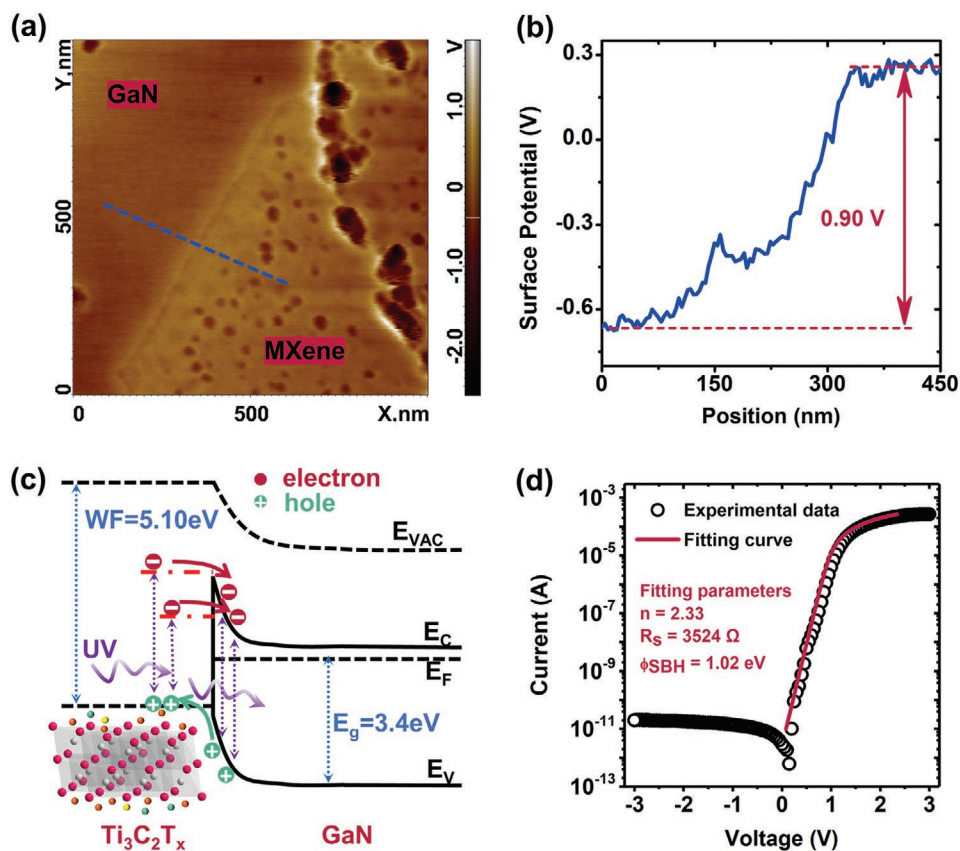 (a)
Y,nm
500
0
GaN
MXene
0
500
X.nm
V
1.0
0
-1.0
-2.0
(b)
Surface Potential (V)
0.3
0.0
-0.3
-0.6
0.90 V
0
150
300
450
Position (nm)
(c)
electron
hole
WF=5.10eV
E_VAC
UV
E_C
E_F
E_g=3.4eV
E_V
Ti₃C₂Tₓ
GaN
(d)
Current (A)
10⁻³
10⁻⁵
10⁻⁷
10⁻⁹
10⁻¹¹
10⁻¹³
Experimental data
Fitting curve
Fitting parameters
n = 2.33
R_S = 3524 Ω
ϕSBH = 1.02 eV
-3
-2
-1
0
1
2
3
Voltage (V)